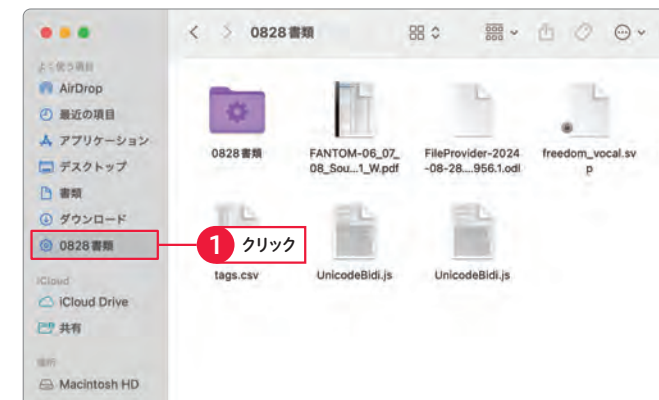 0828書類
よく使う項目
AirDrop
最近の項目
アプリケーション
デスクトップ
書類
ダウンロード
0828書類
iCloud
iCloud Drive
共有
場所
Macintosh HD
0828書類
FANTOM-06_07_
08_Sou...1_W.pdf
FileProvider-2024
-08-28....956.1.odl
freedom_vocal.sv
p
1 クリック
tags.csv
UnicodeBidi.js
UnicodeBidi.js